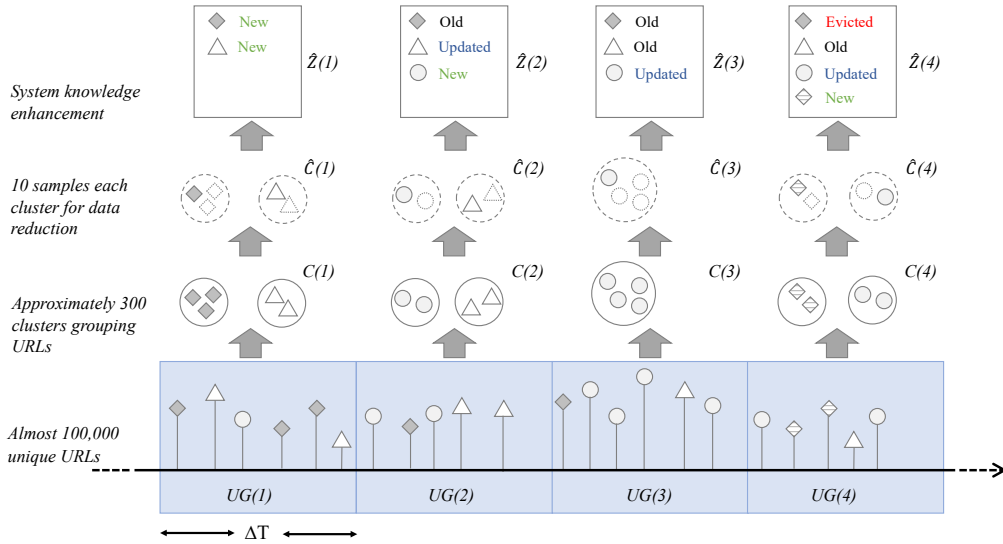 New
New
Ẑ(1)
Old
Updated
New
Ẑ(2)
Old
Old
Updated
Ẑ(3)
Evicted
Old
Updated
New
Ẑ(4)
System knowledge
enhancement
Ĉ(1)
Ĉ(2)
Ĉ(3)
Ĉ(4)
10 samples each
cluster for data
reduction
C(1)
C(2)
C(3)
C(4)
Approximately 300
clusters grouping
URLs
Almost 100,000
unique URLs
UG(1)
UG(2)
UG(3)
UG(4)
ΔT